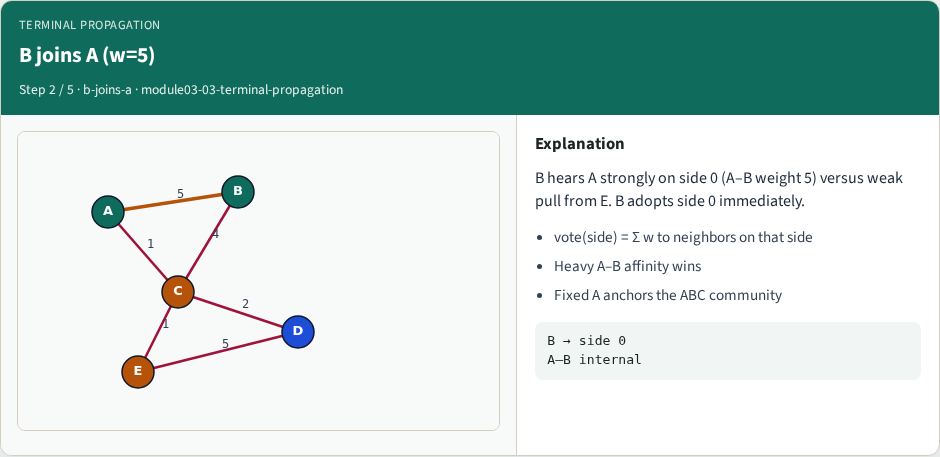 TERMINAL PROPAGATION
B joins A (w=5)
Step 2 / 5 · b-joins-a · module03-03-terminal-propagation
5
B
A
1
4
C
2
1
D
5
E
Explanation
B hears A strongly on side 0 (A–B weight 5) versus weak
pull from E. B adopts side 0 immediately.
• vote(side) = Σ w to neighbors on that side
• Heavy A–B affinity wins
• Fixed A anchors the ABC community
B → side 0
A—B internal